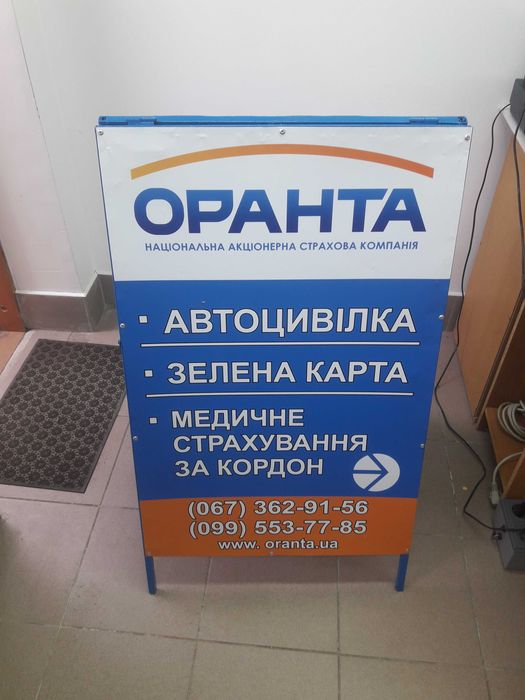 ОРАНТА
НАЦІОНАЛЬНА АКЦІОНЕРНА СТРАХОВА КОМПАНІЯ
▪ АВТОЦИВІЛКА
▪ ЗЕЛЕНА КАРТА
▪ МЕДИЧНЕ
СТРАХУВАННЯ
ЗА КОРДОН
(067) 362-91-56
(099) 553-77-85
www. oranta.ua